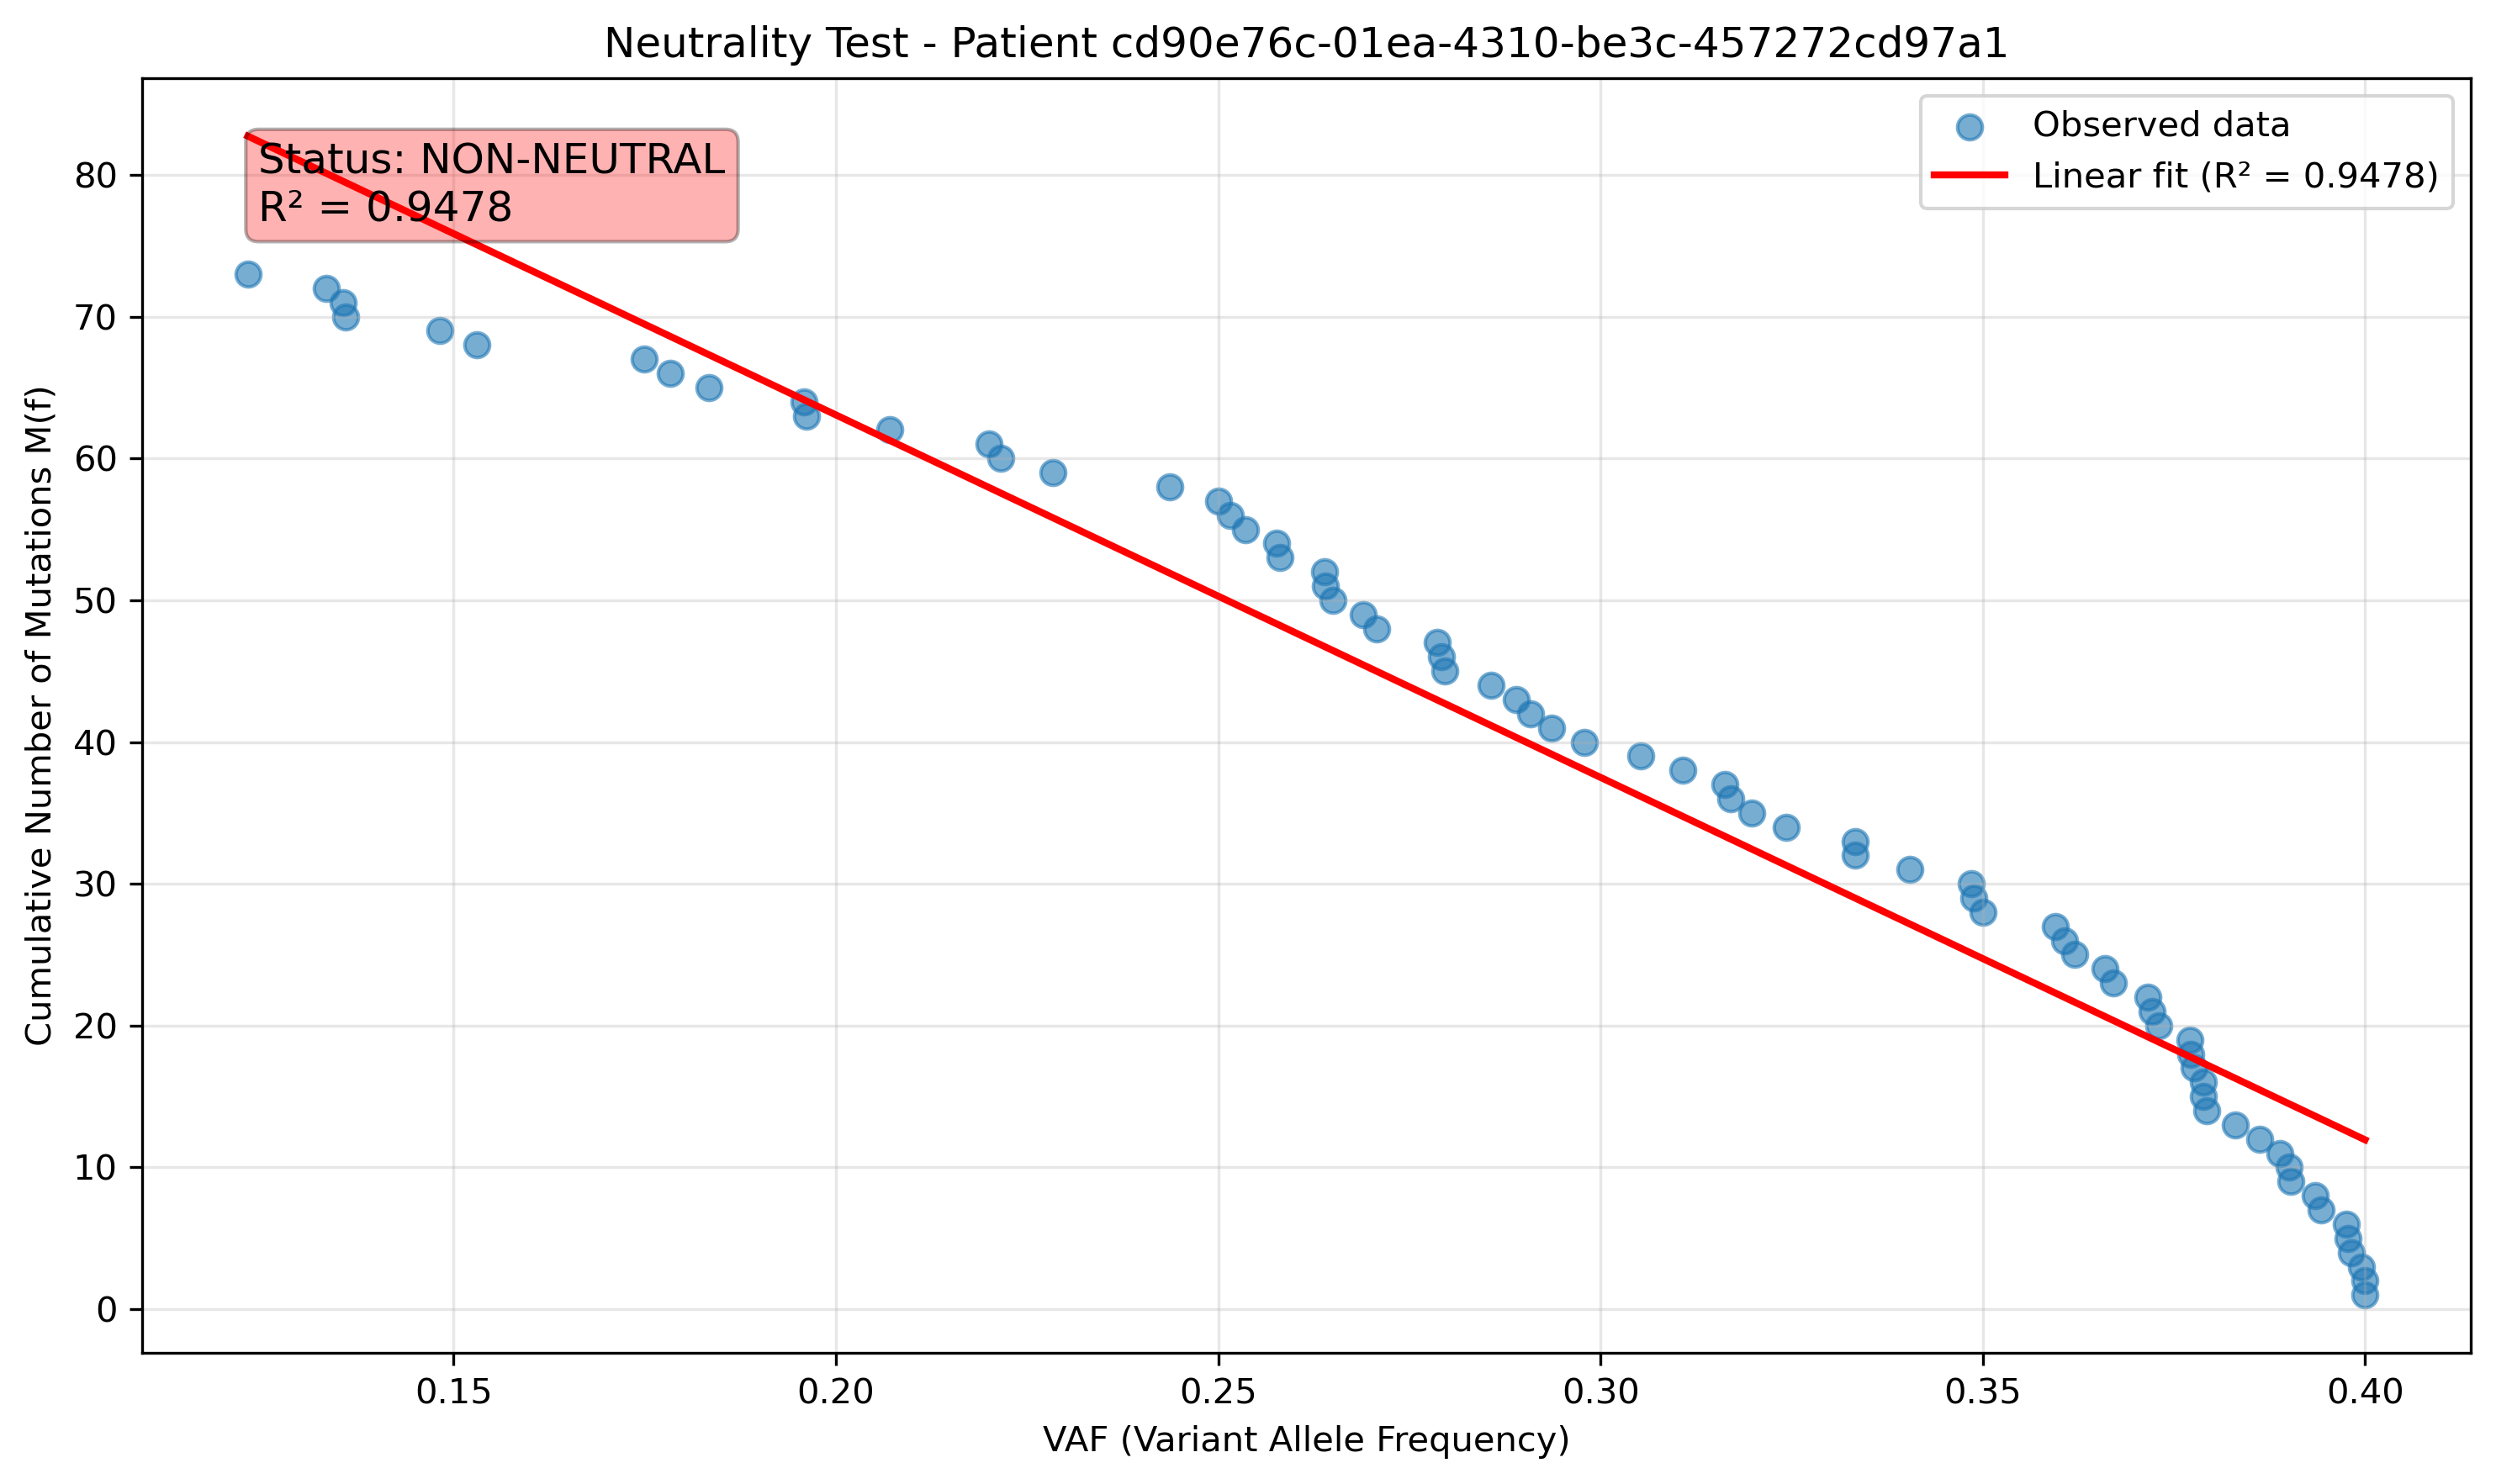 Neutrality Test - Patient cd90e76c-01ea-4310-be3c-457272cd97a1
Status: NON-NEUTRAL
R² = 0.9478
Observed data
Linear fit (R² = 0.9478)
Cumulative Number of Mutations M(f)
80
70
60
50
40
30
20
10
0
0.15 0.20 0.25 0.30 0.35 0.40
VAF (Variant Allele Frequency)